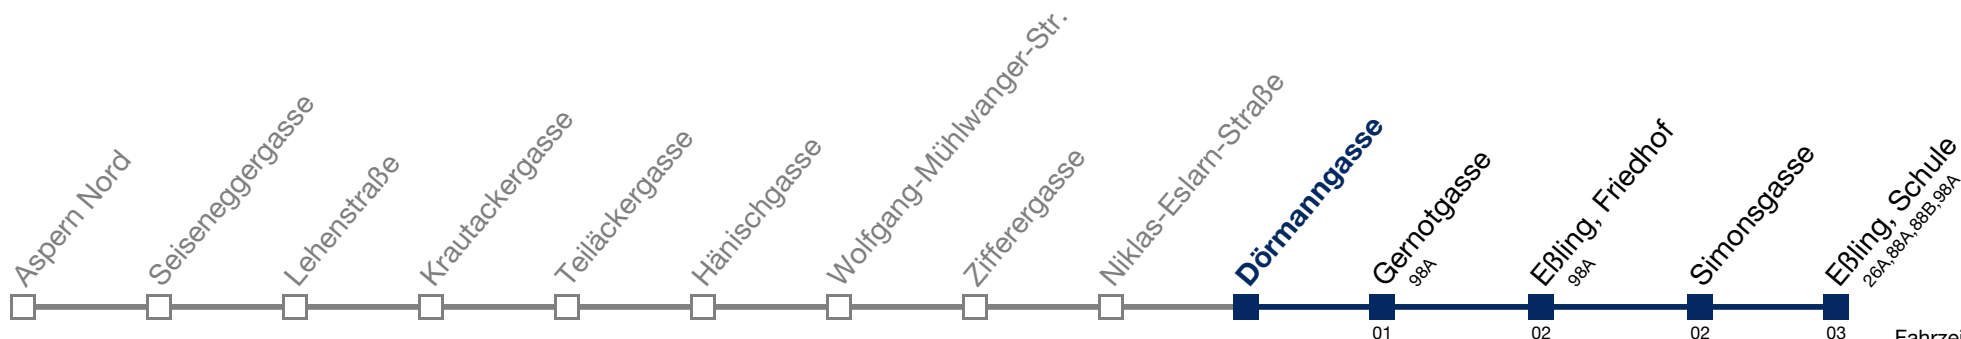 Aspern Nord
Seiseneggergasse
Lehenstraße
Krautackergasse
Teiläckergasse
Hänischgasse
Wolfgang-Mühlwanger-Str.
Ziffererergasse
Niklas-Eslarn-Straße
Dörmanngasse
Gernotgasse
98A
Eßling, Friedhof
98A
Simonsgasse
Eßling, Schule
26A,88A,88B,98A
01
02
02
03